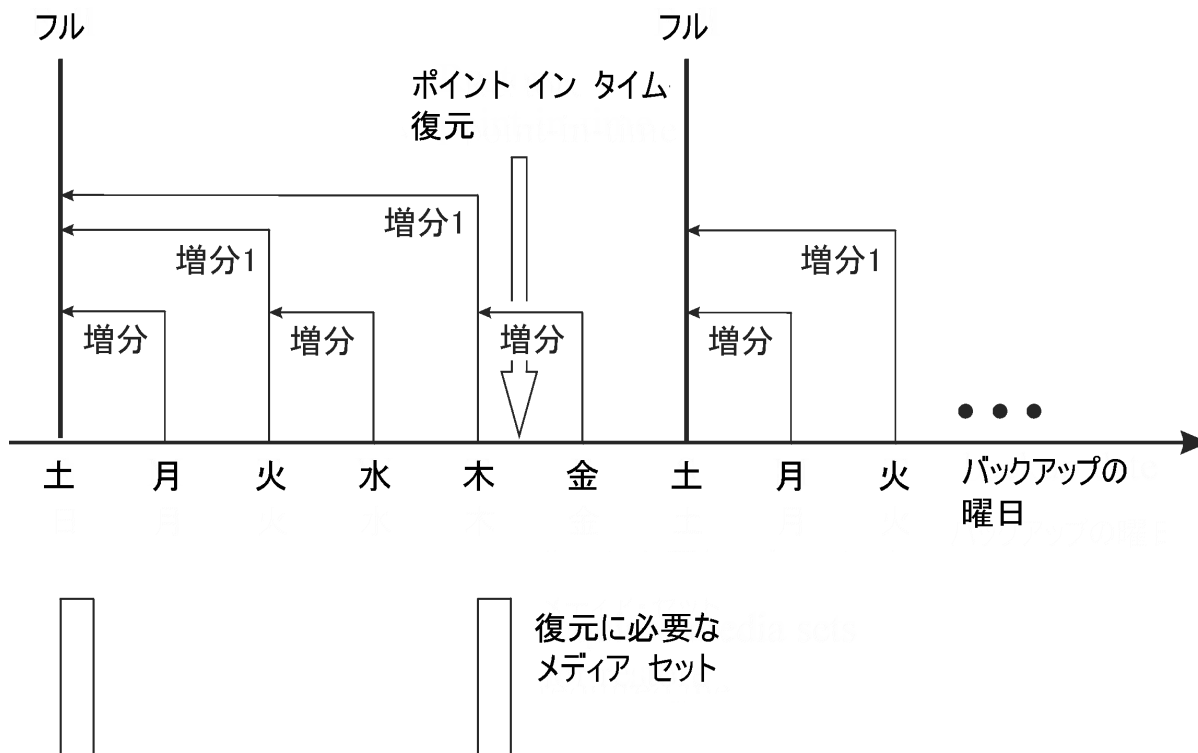 フル
フル
ポイント イン タイム
復元
増分1
増分1
増分1
増分
増分
増分
増分
土
月
火
水
木
金
土
月
火
バックアップの
曜日
復元に必要な
メディア セット